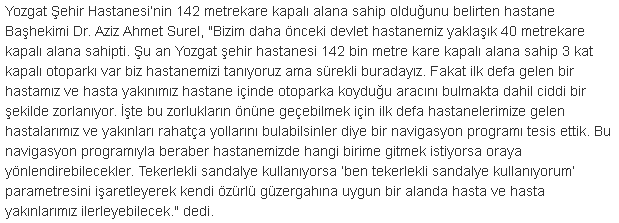 Yozgat Şehir Hastanesi'nin 142 metrekare kapalı alana sahip olduğunu belirten hastane
Başhekimi Dr. Aziz Ahmet Surel, "Bizim daha önceki devlet hastanemiz yaklaşık 40 metrekare
kapalı alana sahipti. Şu an Yozgat şehir hastanesi 142 bin metre kare kapalı alana sahip 3 kat
kapalı otoparkı var biz hastanemizi tanıyoruz ama sürekli buradayız. Fakat ilk defa gelen bir
hastamız ve hasta yakınımız hastane içinde otoparka koyduğu aracını bulmakta dahil ciddi bir
şekilde zorlanıyor. İşte bu zorlukların önüne geçebilmek için ilk defa hastanelerimize gelen
hastalarımız ve yakınları rahatça yollarını bulabilsinler diye bir navigasyon programı tesis ettik. Bu
navigasyon programıyla beraber hastanemizde hangi birime gitmek istiyorsa oraya
yönlendirebilecekler. Tekerlekli sandalye kullanıyorsa 'ben tekerlekli sandalye kullanıyorum'
parametresini işaretleyerek kendi özürlü güzergahına uygun bir alanda hasta ve hasta
yakınlarımız ilerleyebilecek." dedi.